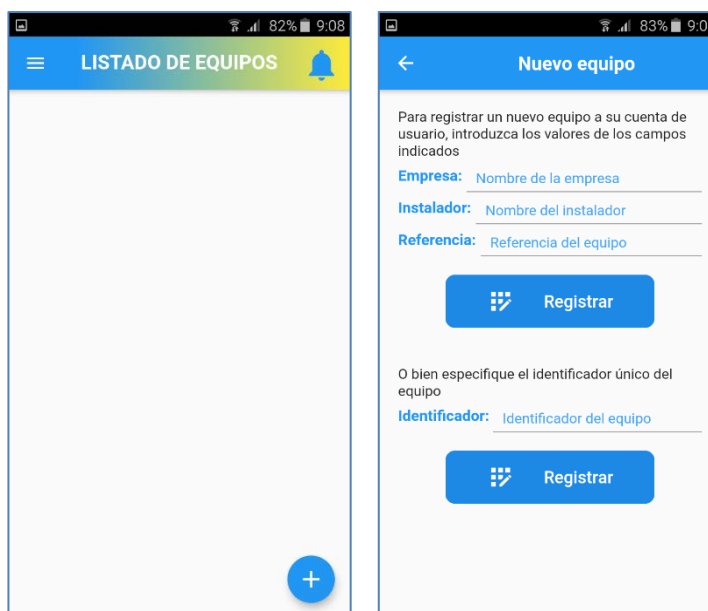 82% 9:08
LISTADO DE EQUIPOS
83% 9:0
Nuevo equipo
Para registrar un nuevo equipo a su cuenta de
usuario, introduzca los valores de los campos
indicados
Empresa: Nombre de la empresa
Instalador: Nombre del instalador
Referencia: Referencia del equipo
Registrar
O bien especifique el identificador único del
equipo
Identificador: Identificador del equipo
Registrar